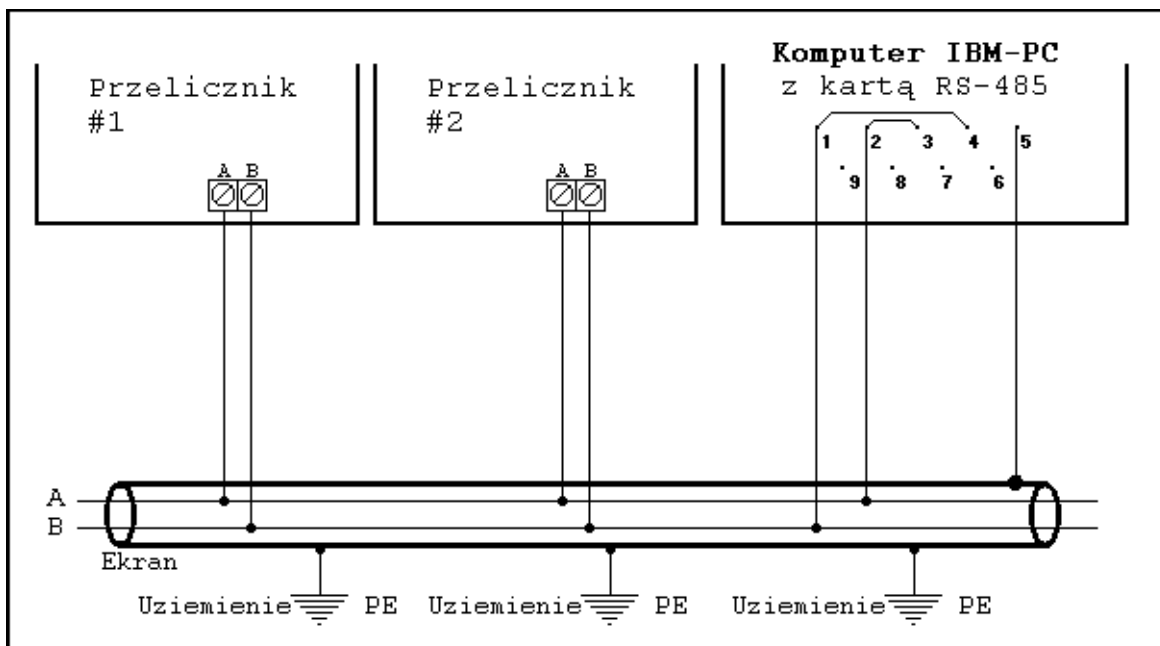 Przelicznik
#1
A B
Przelicznik
#2
A B
Komputer IBM-PC
z kartą RS-485
1 2 3 4 5
9 8 7 6
A
B
Ekran
Uziemienie PE
Uziemienie PE
Uziemienie PE